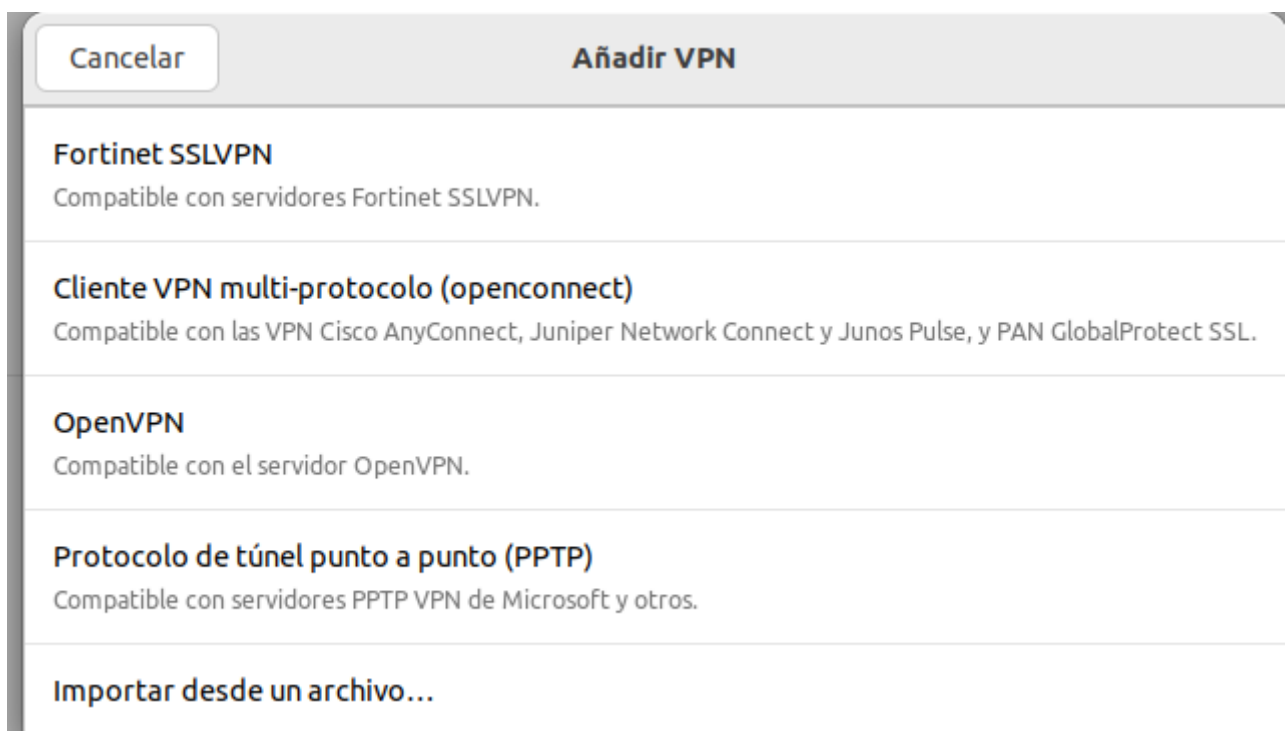 Cancelar
Añadir VPN
Fortinet SSLVPN
Compatible con servidores Fortinet SSLVPN.
Cliente VPN multi-protocolo (openconnect)
Compatible con las VPN Cisco AnyConnect, Juniper Network Connect y Junos Pulse, y PAN GlobalProtect SSL.
OpenVPN
Compatible con el servidor OpenVPN.
Protocolo de túnel punto a punto (PPTP)
Compatible con servidores PPTP VPN de Microsoft y otros.
Importar desde un archivo…